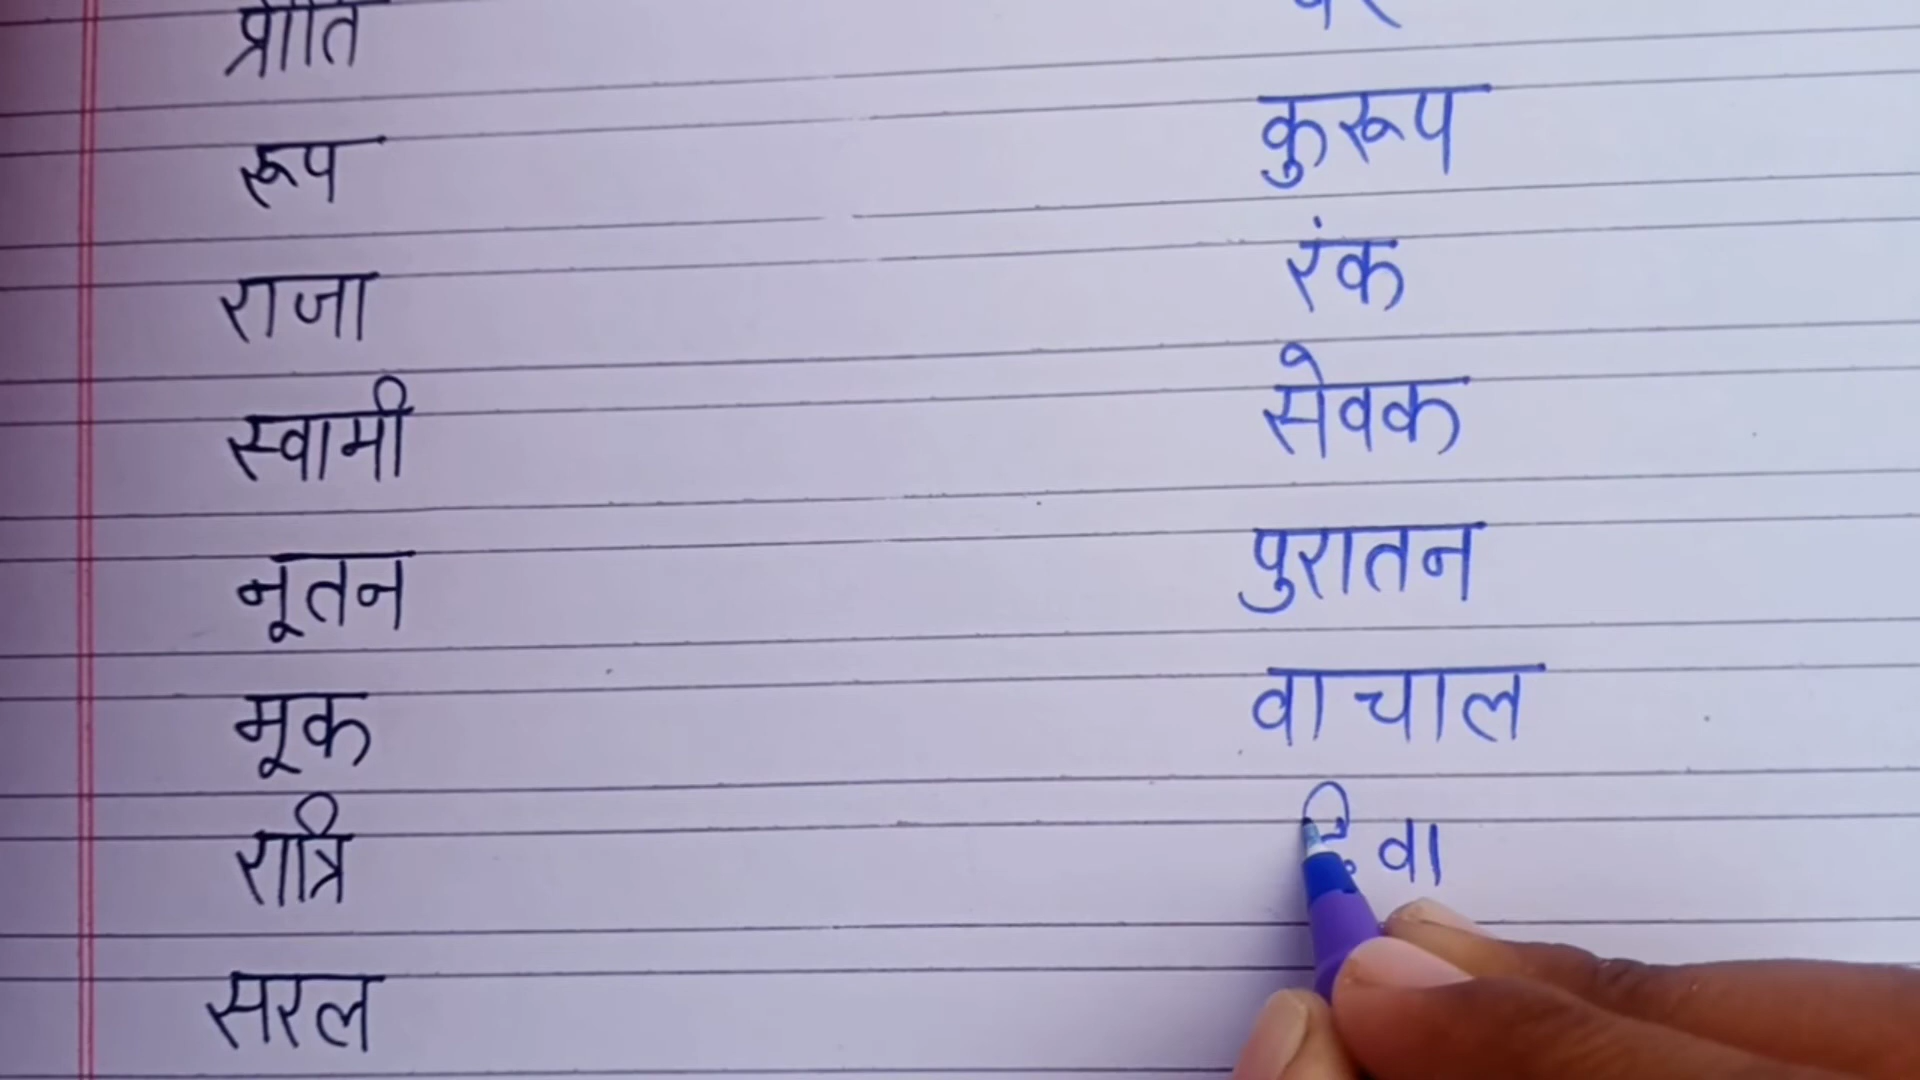 प्रीति
रूप कुरूप
राजा रंक
स्वामी सेवक
नूतन पुरातन
मूक वाचाल
रात्रि दिवा
सरल